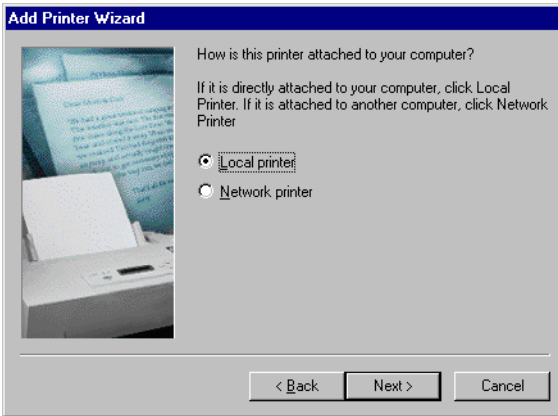 Add Printer Wizard
How is this printer attached to your computer?
If it is directly attached to your computer, click Local
Printer. If it is attached to another computer, click Network
Printer
Local printer
Network printer
< Back
Next >
Cancel